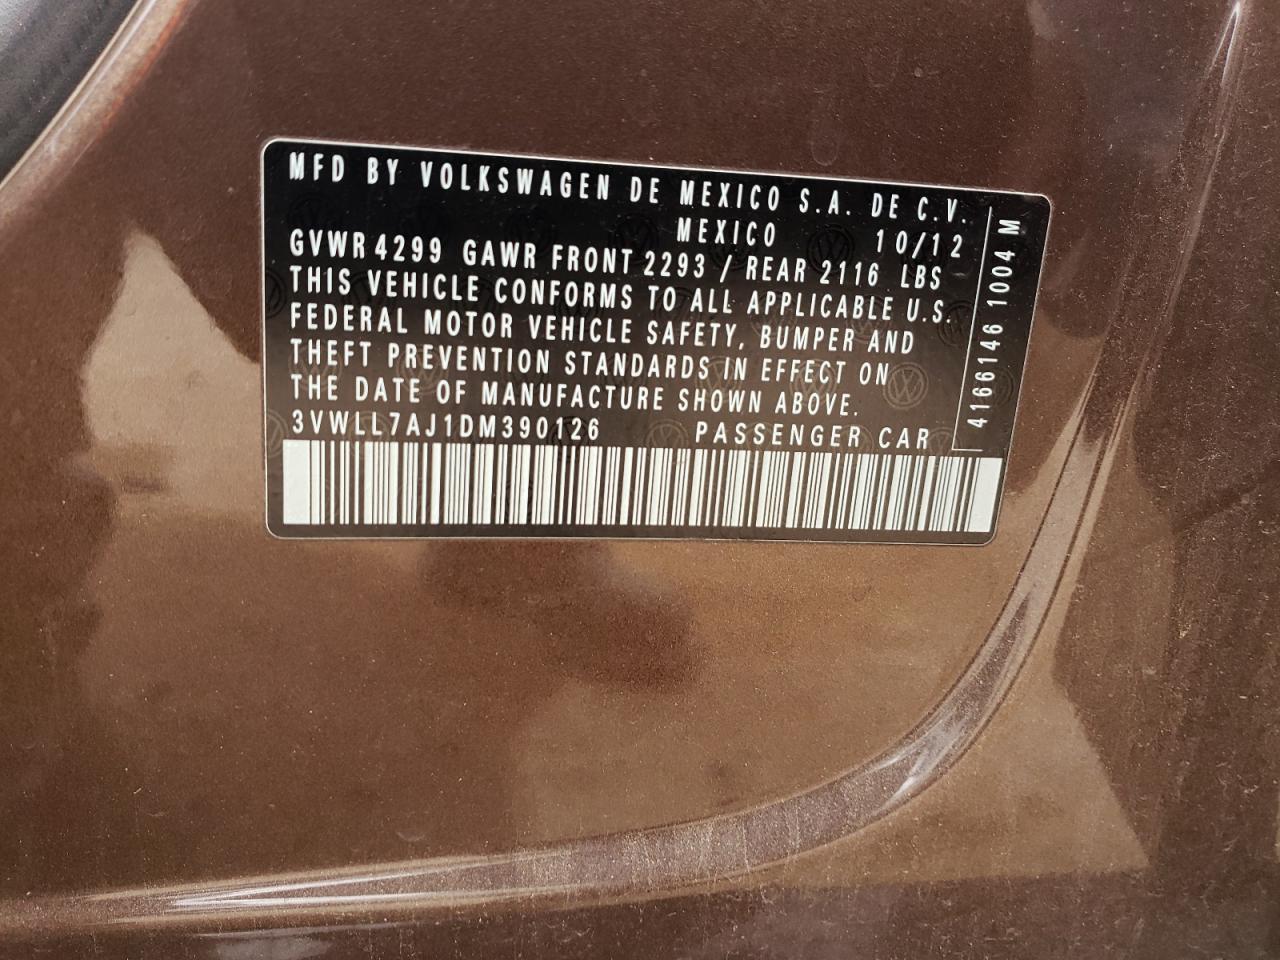 MFD BY VOLKSWAGEN DE MEXICO S.A. DE C.V.
MEXICO 10/12
GVWR 4299 GAWR FRONT 2293 / REAR 2116 LBS
THIS VEHICLE CONFORMS TO ALL APPLICABLE U.S.
FEDERAL MOTOR VEHICLE SAFETY, BUMPER AND
THEFT PREVENTION STANDARDS IN EFFECT ON
THE DATE OF MANUFACTURE SHOWN ABOVE.
3VWLL7AJ1DM390126 PASSENGER CAR
4166146 1004 M